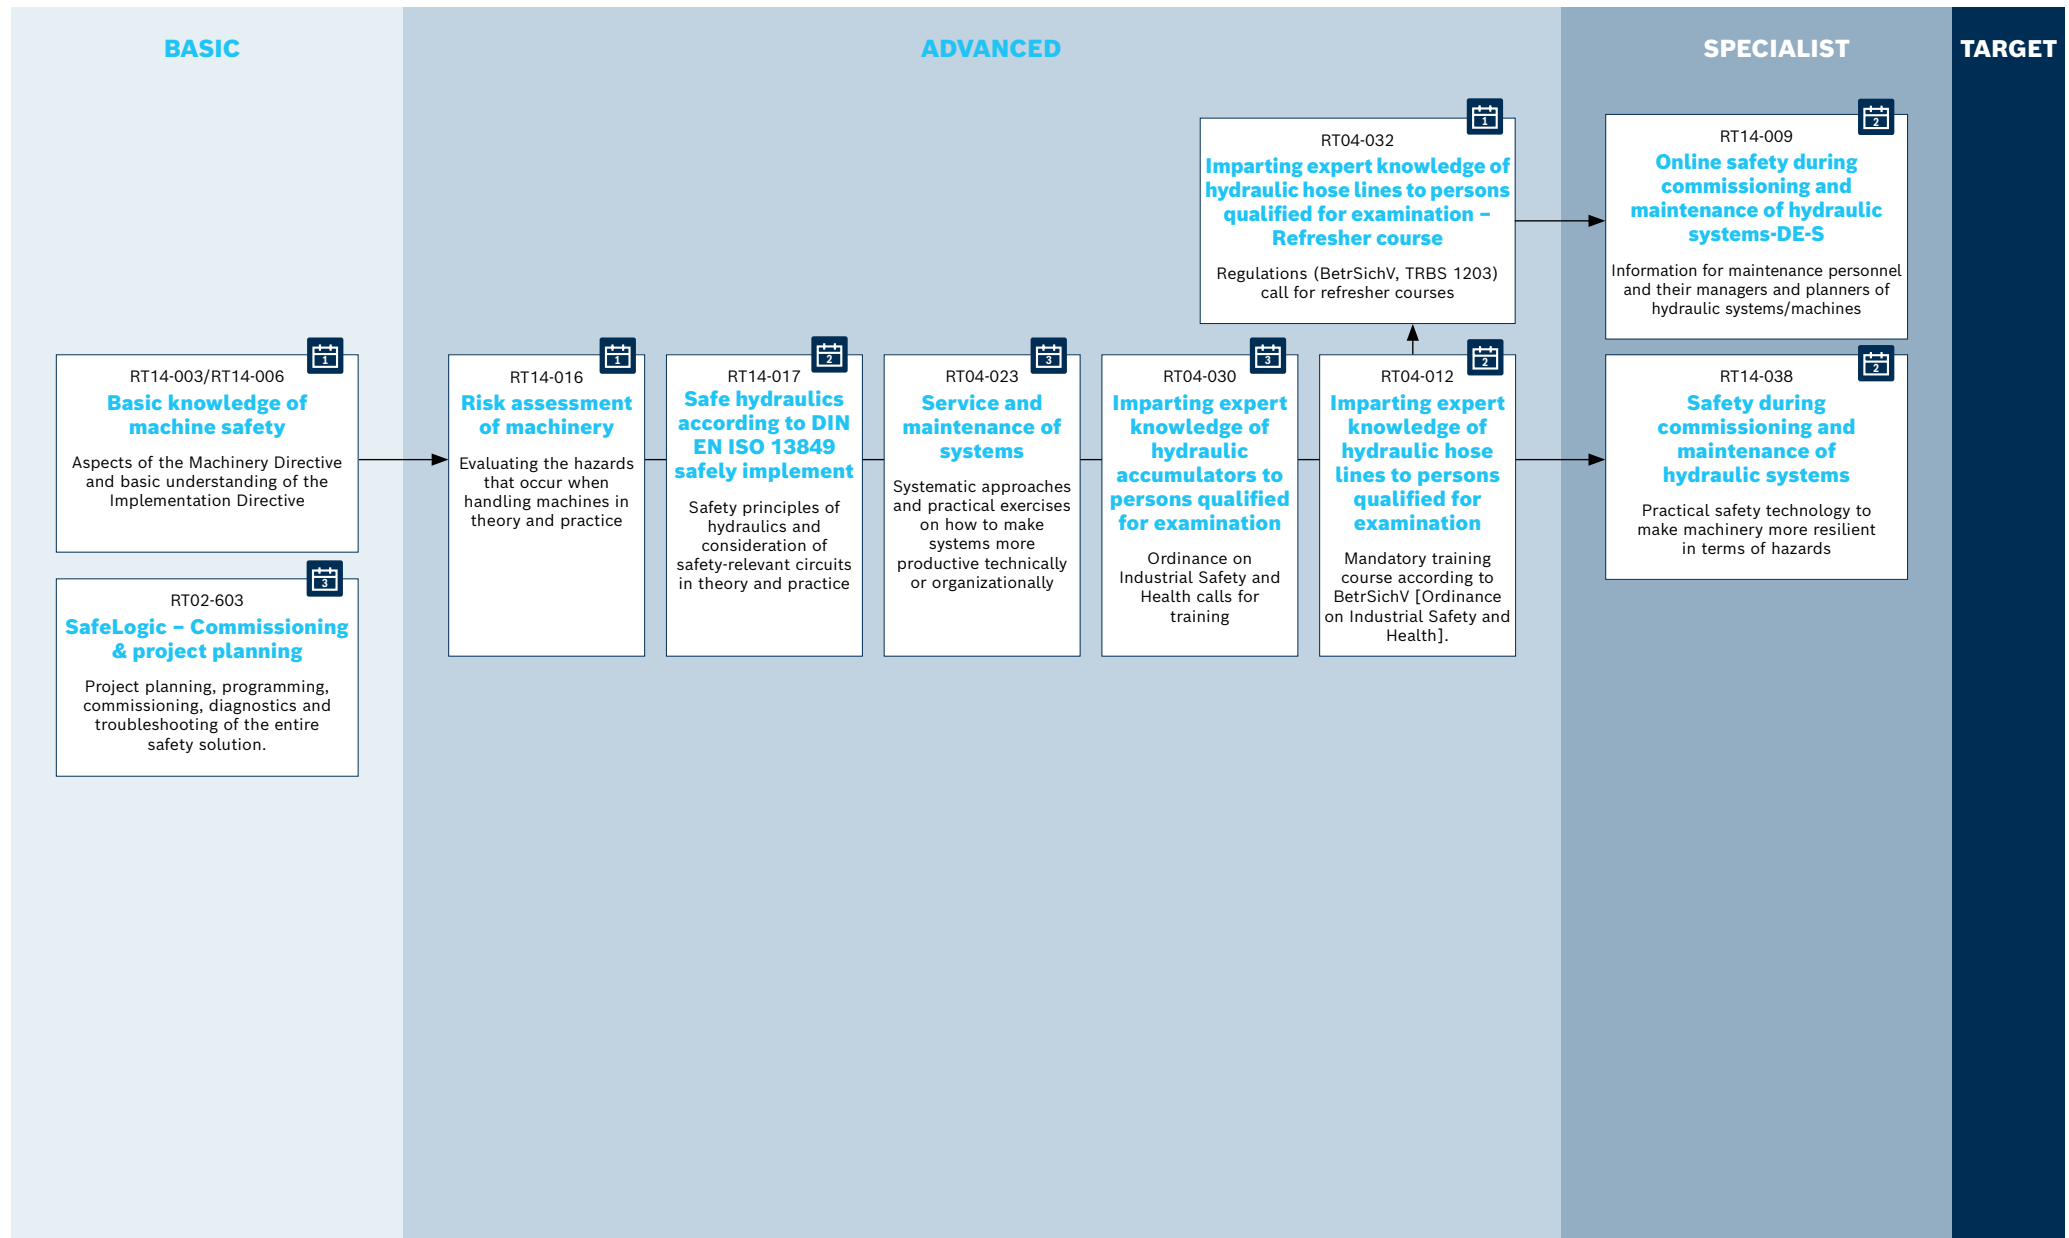 BASIC
ADVANCED
SPECIALIST
TARGET
1
RT14-003/RT14-006
Basic knowledge of
machine safety
Aspects of the Machinery Directive
and basic understanding of the
Implementation Directive
3
RT02-603
SafeLogic – Commissioning
& project planning
Project planning, programming,
commissioning, diagnostics and
troubleshooting of the entire
safety solution.
1
RT14-016
Risk assessment
of machinery
Evaluating the hazards
that occur when
handling machines in
theory and practice
2
RT14-017
Safe hydraulics
according to DIN
EN ISO 13849
safely implement
Safety principles of
hydraulics and
consideration of
safety-relevant circuits
in theory and practice
3
RT04-023
Service and
maintenance of
systems
Systematic approaches
and practical exercises
on how to make
systems more
productive technically
or organizationally
3
RT04-030
Imparting expert
knowledge of
hydraulic
accumulators to
persons qualified
for examination
Ordinance on
Industrial Safety and
Health calls for
training
2
RT04-012
Imparting expert
knowledge of
hydraulic hose
lines to persons
qualified for
examination
Mandatory training
course according to
BetrSichV [Ordinance
on Industrial Safety and
Health].
1
RT04-032
Imparting expert knowledge of
hydraulic hose lines to persons
qualified for examination –
Refresher course
Regulations (BetrSichV, TRBS 1203)
call for refresher courses
2
RT14-009
Online safety during
commissioning and
maintenance of hydraulic
systems-DE-S
Information for maintenance personnel
and their managers and planners of
hydraulic systems/machines
2
RT14-038
Safety during
commissioning and
maintenance of
hydraulic systems
Practical safety technology to
make machinery more resilient
in terms of hazards